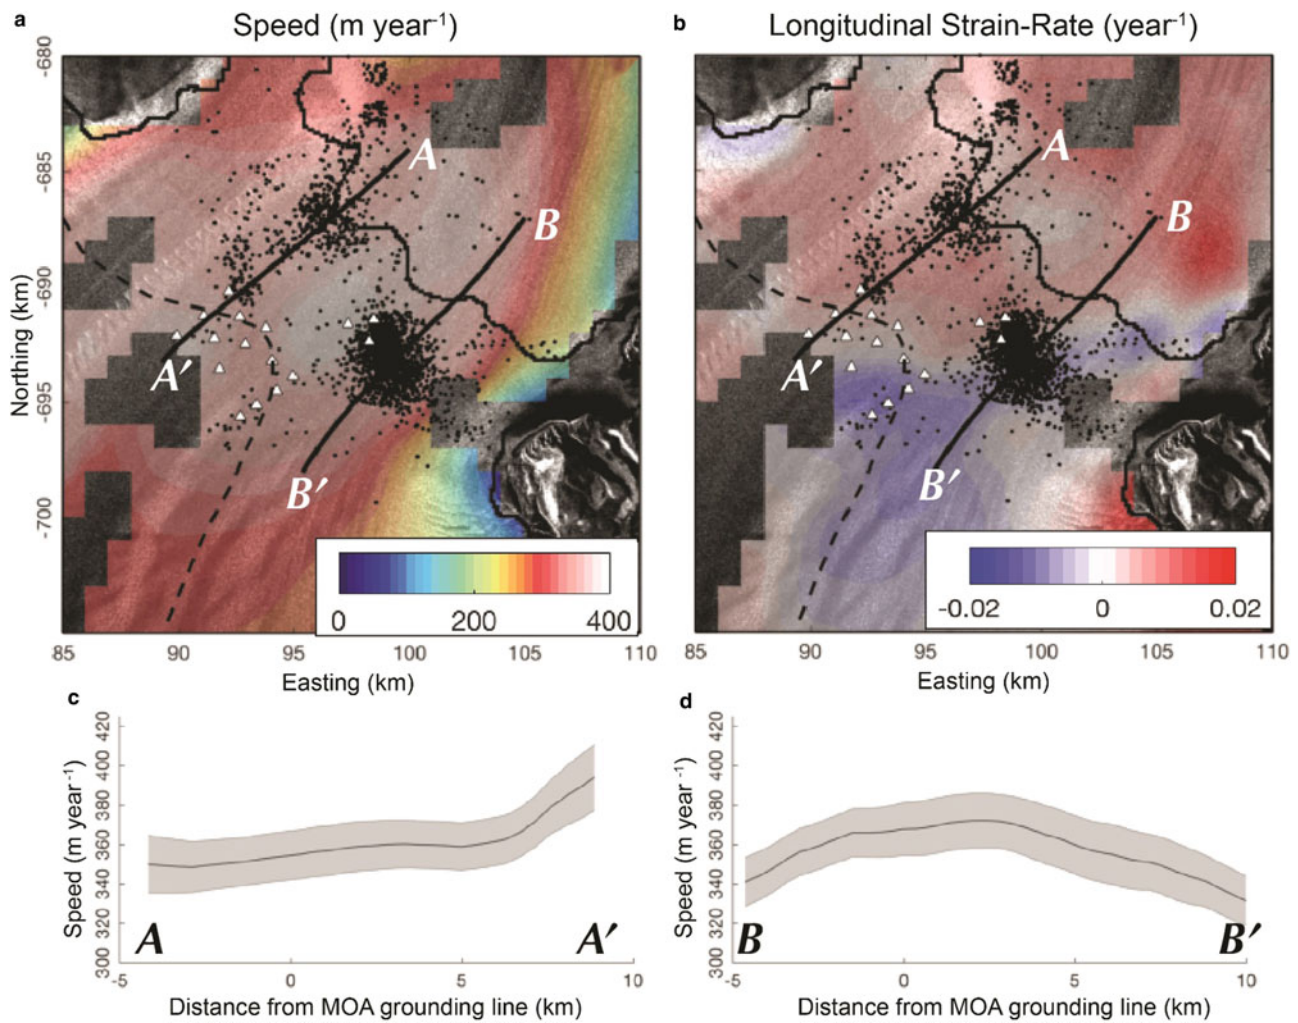 a
Speed (m year-1)
b
Longitudinal Strain-Rate (year-1)
-680
-685
-690
-695
-700
Northing (km)
A
B
A′
B′
0
200
400
85
90
95
100
105
110
Easting (km)
A
B
A′
B′
-0.02
0
0.02
85
90
95
100
105
110
Easting (km)
c
420
400
380
360
340
320
300
Speed (m year -1)
A
A′
-5
0
5
10
Distance from MOA grounding line (km)
d
420
400
380
360
340
320
300
Speed (m year -1)
B
B′
-5
0
5
10
Distance from MOA grounding line (km)